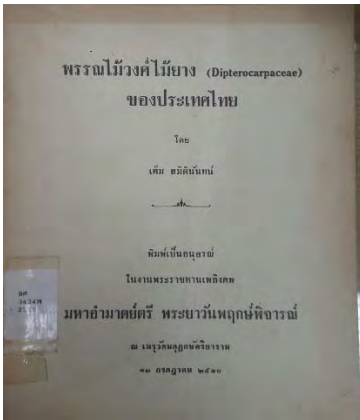 พรรณไม้วงศ์ไม้ยาง (Dipterocarpaceae)
ของประเทศไทย
โดย
เต็ม สมิตินันทน์
พิมพ์เป็นอนุสรณ์
ในงานพระราชทานเพลิงศพ
มหาอำมาตย์ตรี พระยาวันพฤกษ์พิจารณ์
ณ เมรุวัดมกุฏกษัตริยาราม
๑๐ กรกฎาคม ๒๕๑๐